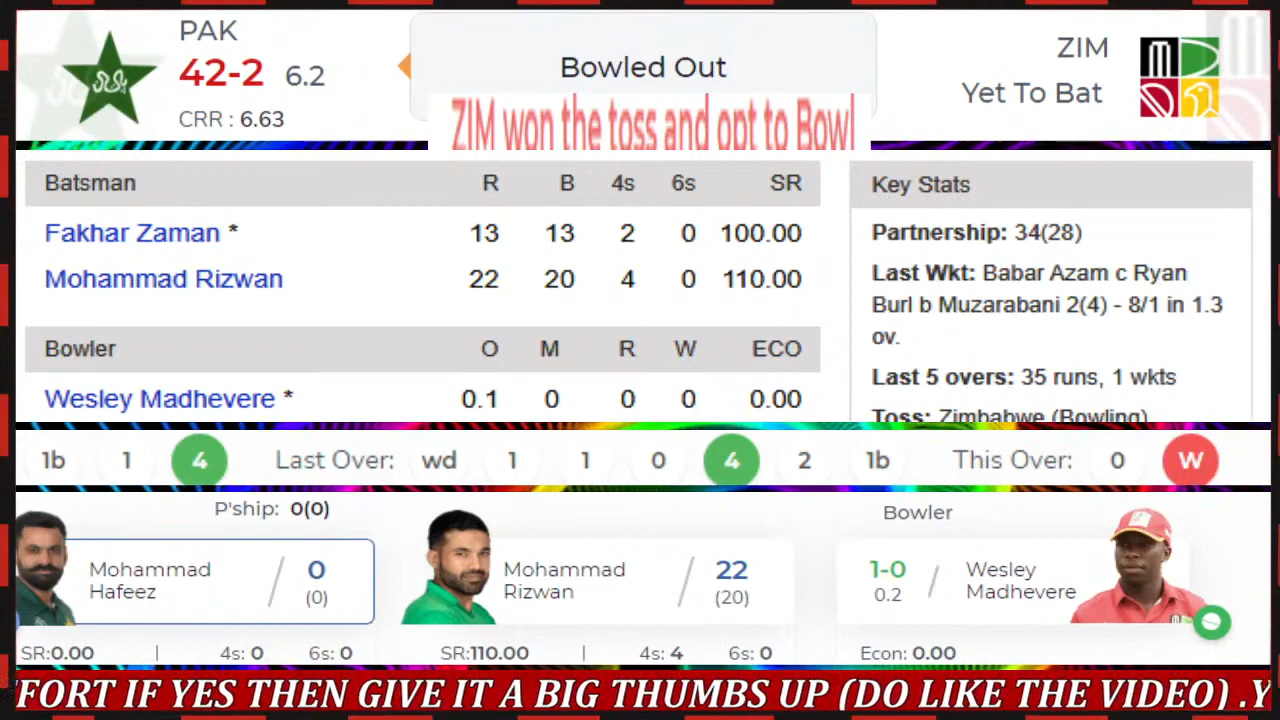 PAK
42-2 6.2
CRR : 6.63
Bowled Out
ZIM won the toss and opt to Bowl
ZIM
Yet To Bat
Batsman R B 4s 6s SR
Fakhar Zaman * 13 13 2 0 100.00
Mohammad Rizwan 22 20 4 0 110.00
Bowler O M R W ECO
Wesley Madhevere * 0.1 0 0 0 0.00
Key Stats
Partnership: 34(28)
Last Wkt: Babar Azam c Ryan
Burl b Muzarabani 2(4) - 8/1 in 1.3
ov.
Last 5 overs: 35 runs, 1 wkts
Toss: Zimbabwe (Bowling)
1b 1 4 Last Over: wd 1 1 0 4 2 1b This Over: 0 W
P'ship: 0(0)
Mohammad
Hafeez
0
(0)
SR:0.00 | 4s: 0 6s: 0
Mohammad
Rizwan
22
(20)
SR:110.00 | 4s: 4 6s: 0
Bowler
1-0
0.2
Wesley
Madhevere
Econ: 0.00
FORT IF YES THEN GIVE IT A BIG THUMBS UP (DO LIKE THE VIDEO) .Y